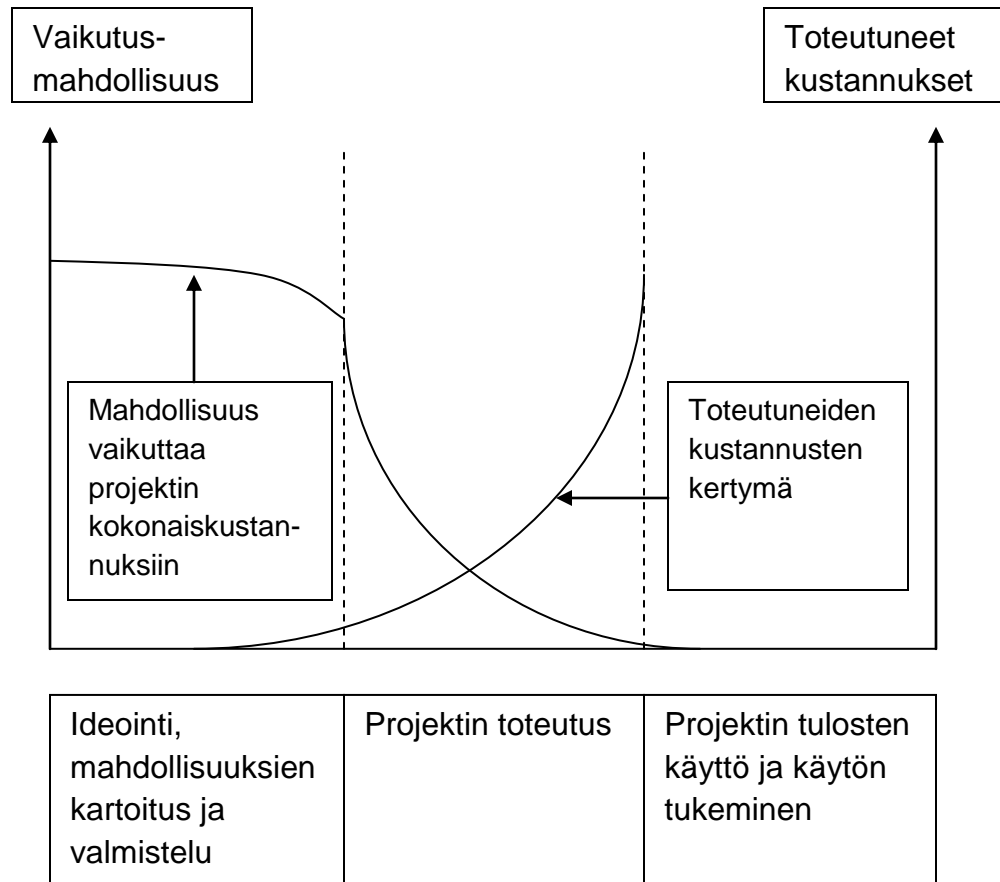 Vaikutus-
mahdollisuus
Toteutuneet
kustannukset
Mahdollisuus
vaikuttaa
projektin
kokonaiskustan-
nuksiin
Toteutuneiden
kustannusten
kertymä
Ideointi,
mahdollisuuksien
kartoitus ja
valmistelu
Projektin toteutus
Projektin tulosten
käyttö ja käytön
tukeminen